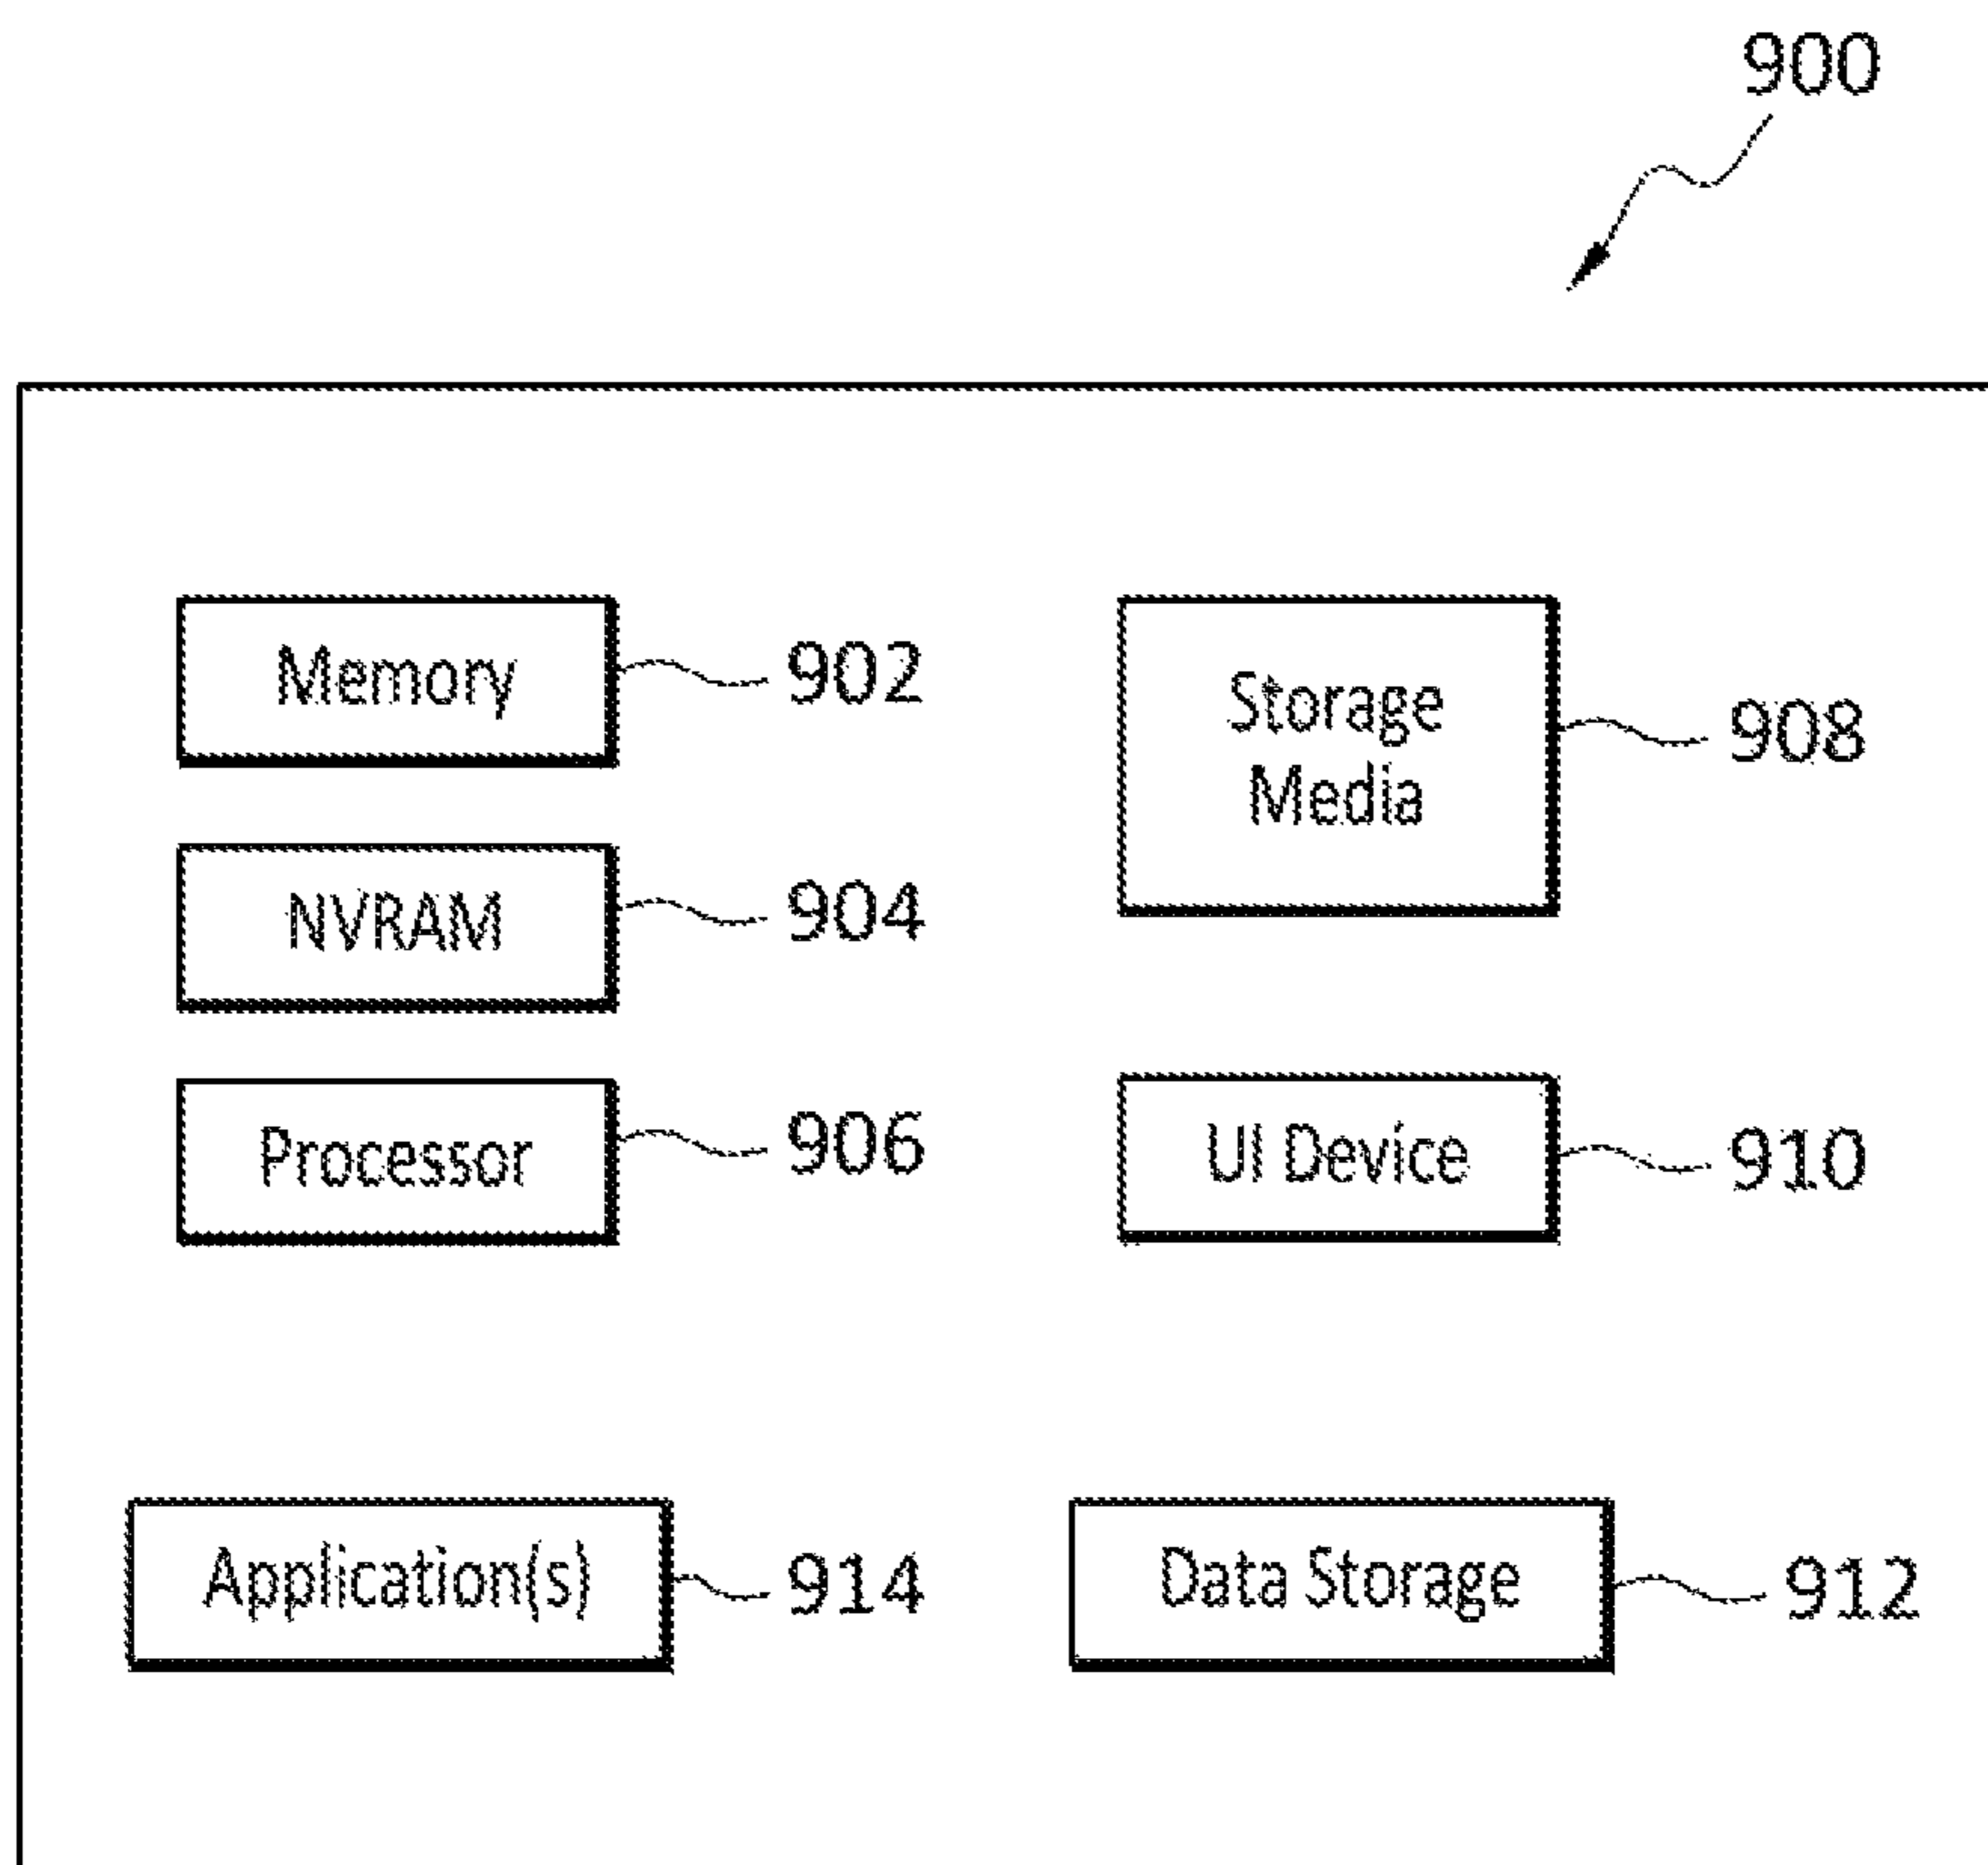 900
Memory
902
Storage
Media
908
NVRAM
904
Processor
906
UI Device
910
Application(s)
914
Data Storage
912